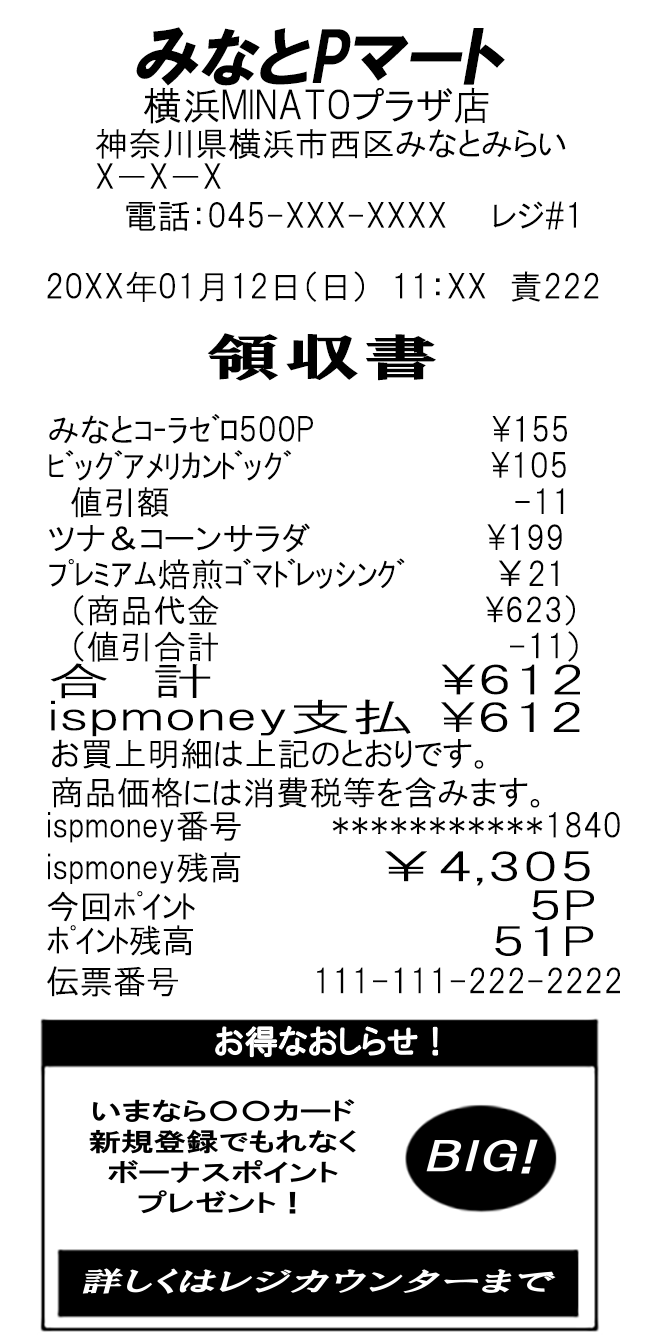 みなとPマート
横浜MINATOプラザ店
神奈川県横浜市西区みなとみらい
X－X－X
電話：045-XXX-XXXX　レジ#1
20XX年01月12日(日)　11：XX　責222
領収書
みなとｺｰﾗｾﾞﾛ500P　¥155
ﾋﾞｯｸﾞｱﾒﾘｶﾝﾄﾞｯｸﾞ　¥105
値引額　-11
ツナ＆コーンサラダ　¥199
ﾌﾟﾚﾐｱﾑ焙煎ｺﾞﾏﾄﾞﾚｯｼﾝｸﾞ　¥21
(商品代金　¥623)
(値引合計　-11)
合　計　¥612
ispmoney支払　¥612
お買上明細は上記のとおりです。
商品価格には消費税等を含みます。
ispmoney番号　***********1840
ispmoney残高　¥4,305
今回ﾎﾟｲﾝﾄ　5P
ﾎﾟｲﾝﾄ残高　51P
伝票番号　111-111-222-2222
お得なおしらせ！
いまなら〇〇カード
新規登録でもれなく
ボーナスポイント
プレゼント！
BIG!
詳しくはレジカウンターまで